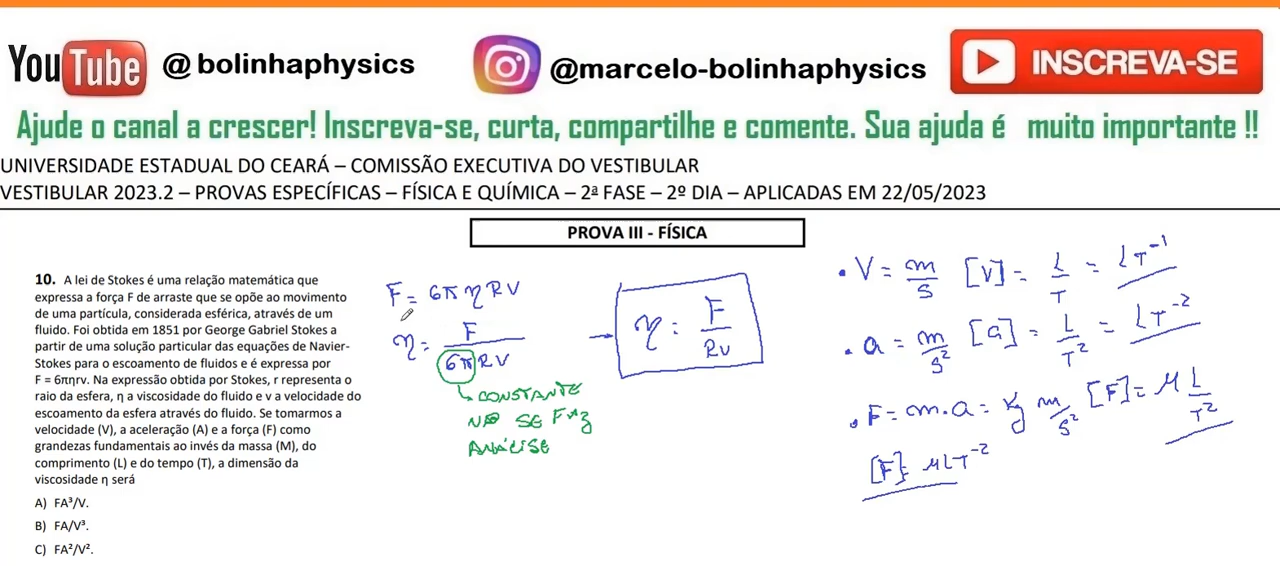 YouTube @bolinhaphysics @marcelo-bolinhaphysics INSCREVA-SE
Ajude o canal a crescer! Inscreva-se, curta, compartilhe e comente. Sua ajuda é muito importante !!
UNIVERSIDADE ESTADUAL DO CEARÁ – COMISSÃO EXECUTIVA DO VESTIBULAR
VESTIBULAR 2023.2 – PROVAS ESPECÍFICAS – FÍSICA E QUÍMICA – 2ª FASE – 2º DIA – APLICADAS EM 22/05/2023
PROVA III - FÍSICA
10. A lei de Stokes é uma relação matemática que
expressa a força F de arraste que se opõe ao movimento
de uma partícula, considerada esférica, através de um
fluido. Foi obtida em 1851 por George Gabriel Stokes a
partir de uma solução particular das equações de Navier-
Stokes para o escoamento de fluidos e é expressa por
F = 6πηrv. Na expressão obtida por Stokes, r representa o
raio da esfera, η a viscosidade do fluido e v a velocidade do
escoamento da esfera através do fluido. Se tomarmos a
velocidade (V), a aceleração (A) e a força (F) como
grandezas fundamentais ao invés da massa (M), do
comprimento (L) e do tempo (T), a dimensão da
viscosidade η será
A) FA³/V.
B) FA/V³.
C) FA²/V².
F = 6πηRV
η = F/6πRV → η = F/RV
CONSTANTE
NÃO SE FAZ
ANÁLISE
• V = m/s [V] = L/T = LT⁻¹
• a = m/s² [a] = L/T² = LT⁻²
• F = m.a = kg m/s² [F] = M L/T²
[F] = MLT⁻²